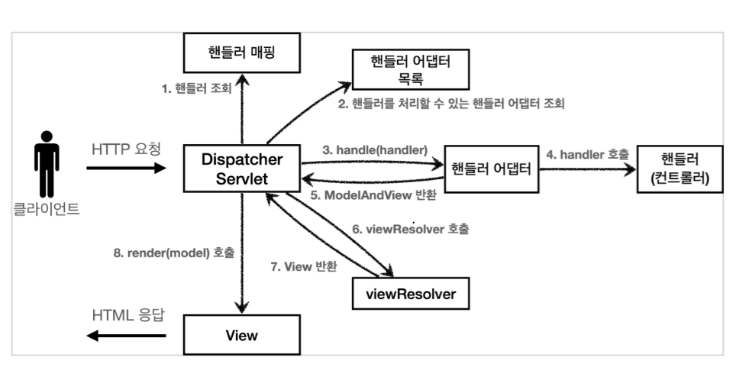 핸들러 매핑
핸들러 어댑터
목록
1. 핸들러 조회
2. 핸들러를 처리할 수 있는 핸들러 어댑터 조회
HTTP 요청
클라이언트
Dispatcher
Servlet
3. handle(handler)
핸들러 어댑터
4. handler 호출
핸들러
(컨트롤러)
5. ModelAndView 반환
6. viewResolver 호출
7. View 반환
8. render(model) 호출
viewResolver
HTML 응답
View